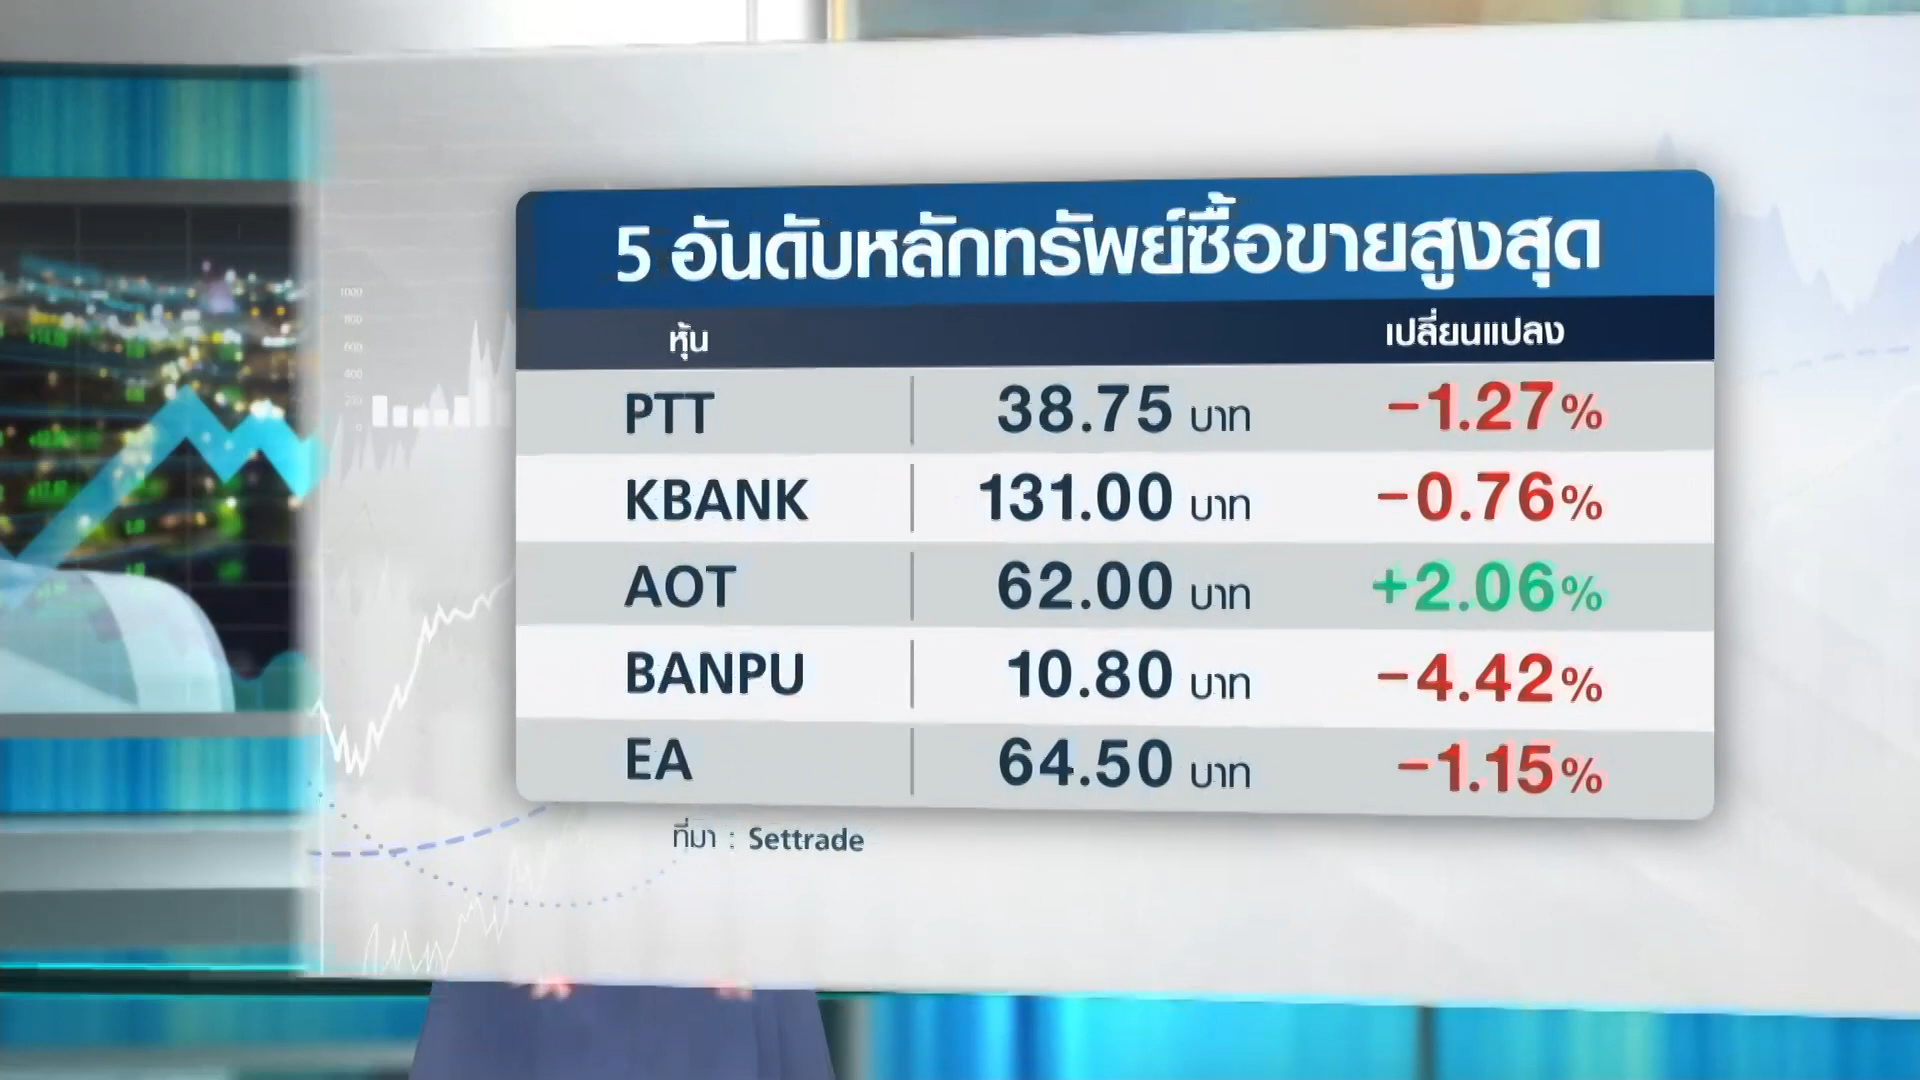 5 อันดับหลักทรัพย์ซื้อขายสูงสุด
หุ้น เปลี่ยนแปลง
PTT 38.75 บาท -1.27%
KBANK 131.00 บาท -0.76%
AOT 62.00 บาท +2.06%
BANPU 10.80 บาท -4.42%
EA 64.50 บาท -1.15%
ที่มา : Settrade